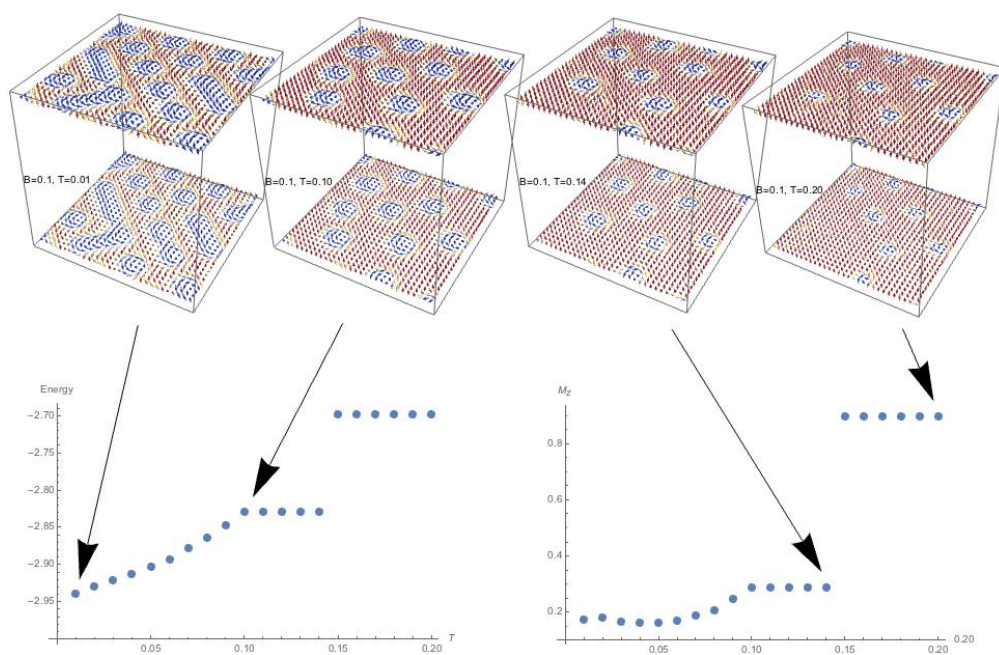 B=0.1, T=0.01
B=0.1, T=0.10
B=0.1, T=0.14
B=0.1, T=0.20
Energy
−2.70
−2.75
−2.80
−2.85
−2.90
−2.95
0.05
0.10
0.15
0.20
T
Mz
0.8
0.6
0.4
0.2
0.05
0.10
0.15
0.20
0.20